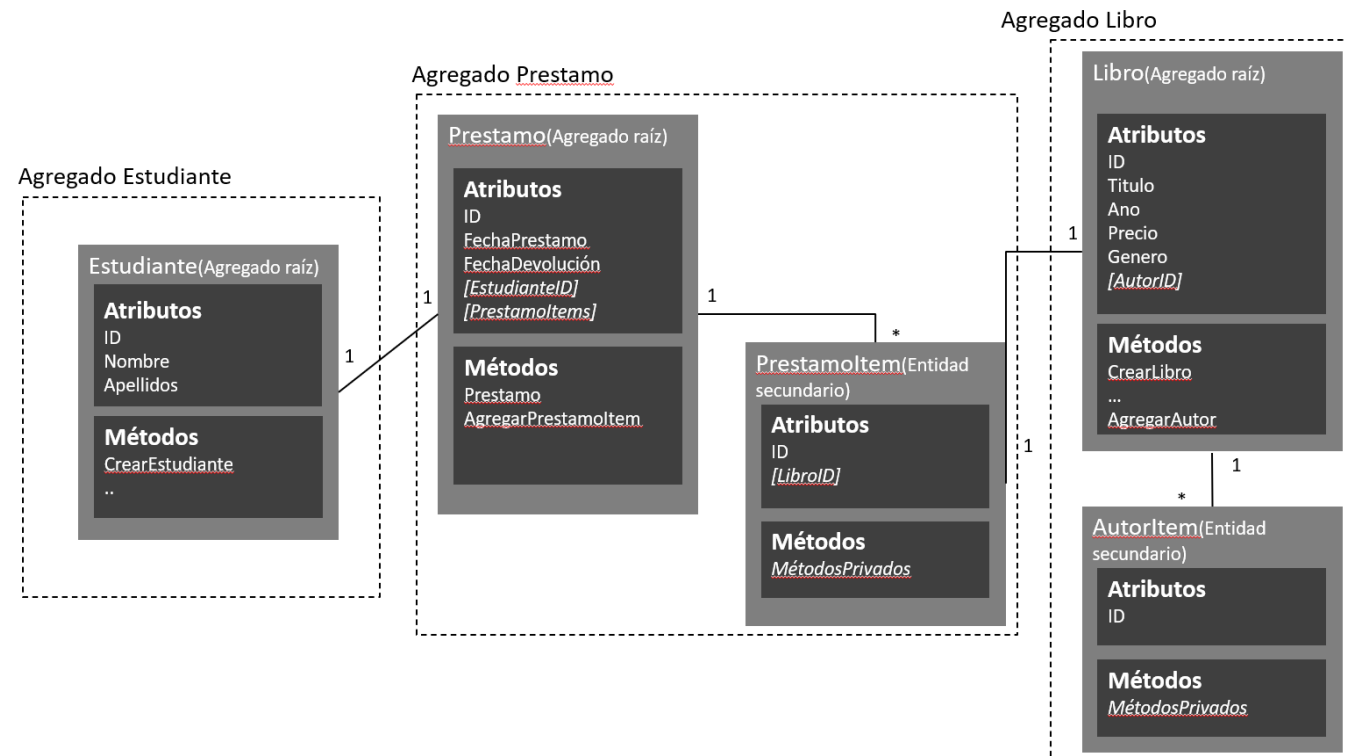 Agregado Estudiante
Estudiante(Agregado raíz)
Atributos
ID
Nombre
Apellidos
Métodos
CrearEstudiante
..
1
1
Agregado Prestamo
Prestamo(Agregado raíz)
Atributos
ID
FechaPrestamo
FechaDevolución
[EstudianteID]
[PrestamoItems]
Métodos
Prestamo
AgregarPrestamoItem
1
*
PrestamoItem(Entidad
secundario)
Atributos
ID
[LibroID]
Métodos
MétodosPrivados
1
1
Agregado Libro
Libro(Agregado raíz)
Atributos
ID
Titulo
Ano
Precio
Genero
[AutorID]
Métodos
CrearLibro
...
AgregarAutor
1
*
AutorItem(Entidad
secundario)
Atributos
ID
Métodos
MétodosPrivados